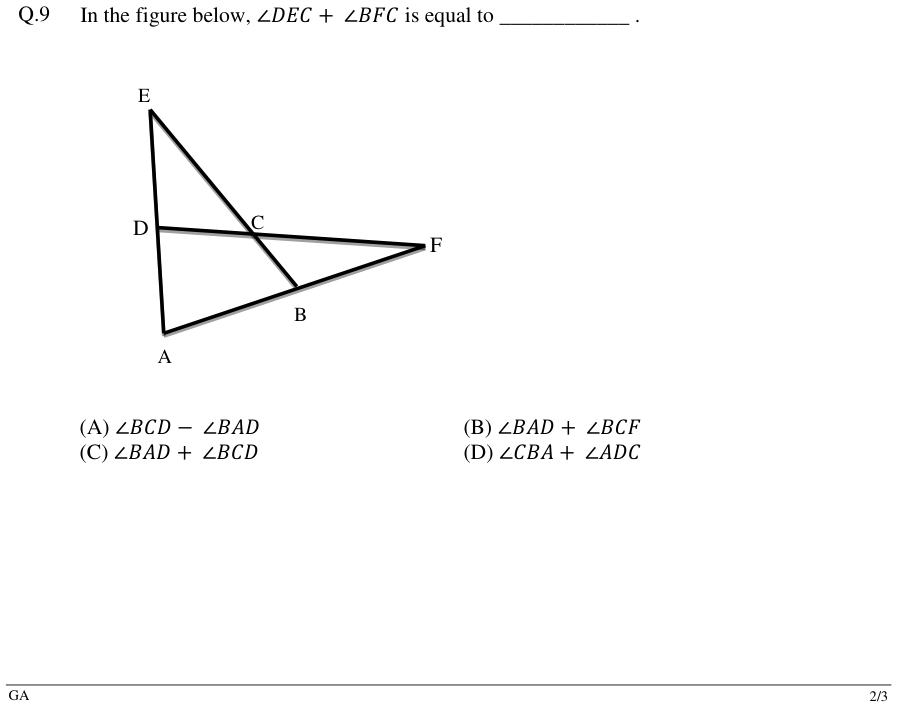 Q.9 In the figure below, ∠DEC + ∠BFC is equal to ____________ .
E
D
C
F
B
A
(A) ∠BCD − ∠BAD (B) ∠BAD + ∠BCF
(C) ∠BAD + ∠BCD (D) ∠CBA + ∠ADC
GA 2/3